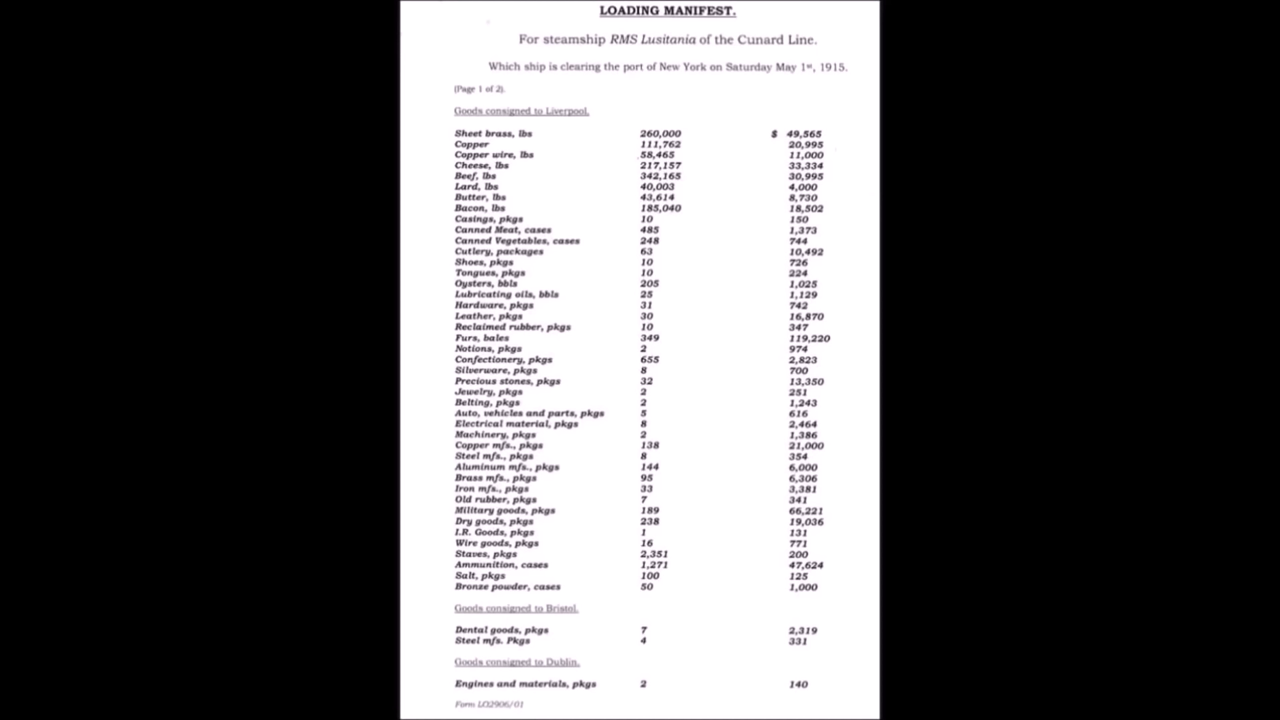 LOADING MANIFEST.
For steamship RMS Lusitania of the Cunard Line.
Which ship is clearing the port of New York on Saturday May 1st, 1915.
(Page 1 of 2).
Goods consigned to Liverpool.
Sheet brass, lbs 260,000 $ 49,565
Copper 111,762 20,995
Copper wire, lbs 58,465 11,000
Cheese, lbs 217,157 33,334
Beef, lbs 342,165 30,995
Lard, lbs 40,003 4,000
Butter, lbs 43,614 8,730
Bacon, lbs 185,040 18,502
Casings, pkgs 10 150
Canned Meat, cases 485 1,373
Canned Vegetables, cases 248 744
Cutlery, packages 63 10,492
Shoes, pkgs 10 726
Tongues, pkgs 10 224
Oysters, bbls 205 1,025
Lubricating oils, bbls 25 1,129
Hardware, pkgs 31 742
Leather, pkgs 30 16,870
Reclaimed rubber, pkgs 10 347
Furs, bales 349 119,220
Notions, pkgs 2 974
Confectionery, pkgs 655 2,823
Silverware, pkgs 8 700
Precious stones, pkgs 32 13,350
Jewelry, pkgs 2 251
Belting, pkgs 2 1,243
Auto, vehicles and parts, pkgs 5 616
Electrical material, pkgs 8 2,464
Machinery, pkgs 2 1,386
Copper mfs., pkgs 138 21,000
Steel mfs., pkgs 8 354
Aluminum mfs., pkgs 144 6,000
Brass mfs., pkgs 95 6,306
Iron mfs., pkgs 33 3,381
Old rubber, pkgs 7 341
Military goods, pkgs 189 66,221
Dry goods, pkgs 238 19,036
I.R. Goods, pkgs 1 131
Wire goods, pkgs 16 771
Staves, pkgs 2,351 200
Ammunition, cases 1,271 47,624
Salt, pkgs 100 125
Bronze powder, cases 50 1,000
Goods consigned to Bristol.
Dental goods, pkgs 7 2,319
Steel mfs. Pkgs 4 331
Goods consigned to Dublin.
Engines and materials, pkgs 2 140
Form LO2906/01